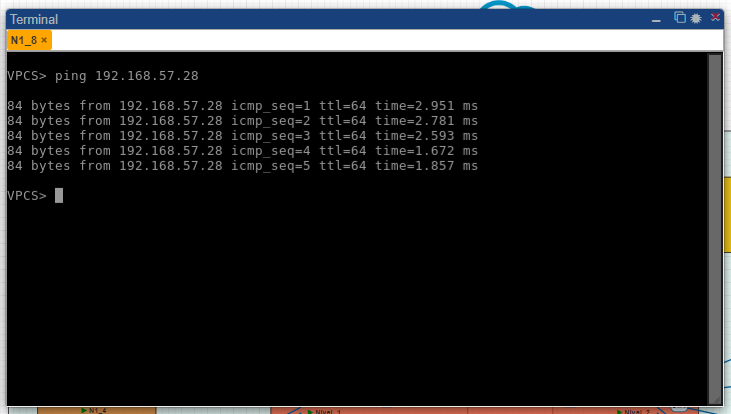 Terminal
N1_8 ×
VPCS> ping 192.168.57.28
84 bytes from 192.168.57.28 icmp_seq=1 ttl=64 time=2.951 ms
84 bytes from 192.168.57.28 icmp_seq=2 ttl=64 time=2.781 ms
84 bytes from 192.168.57.28 icmp_seq=3 ttl=64 time=2.593 ms
84 bytes from 192.168.57.28 icmp_seq=4 ttl=64 time=1.672 ms
84 bytes from 192.168.57.28 icmp_seq=5 ttl=64 time=1.857 ms
VPCS>
N1_4
Nivel_1
Nivel_2